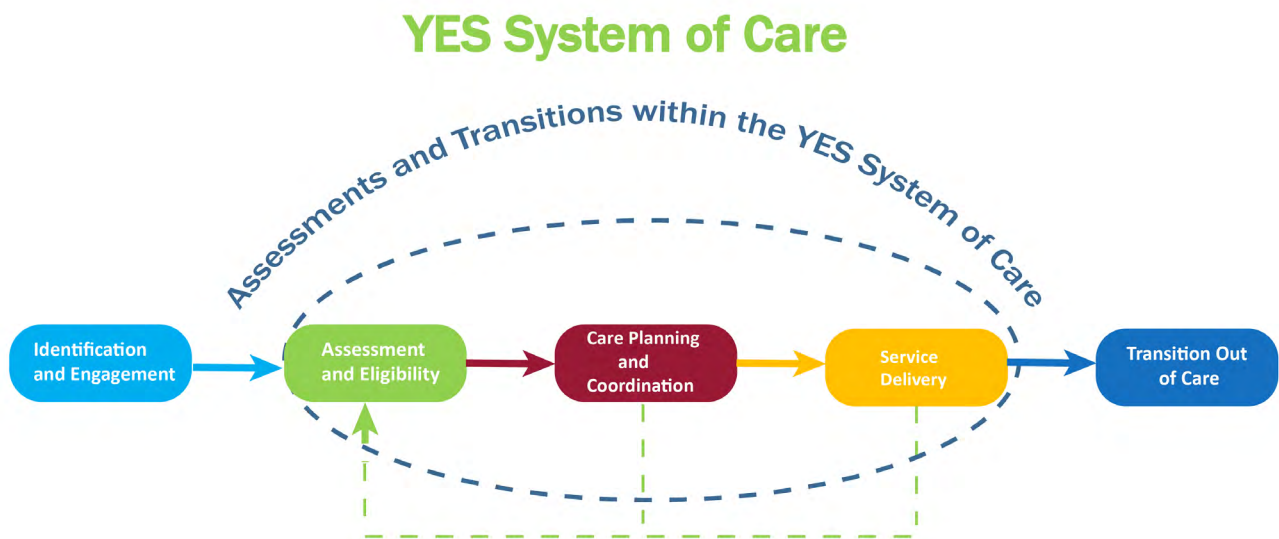 YES System of Care
Assessments and Transitions within the YES System of Care
Identification
and Engagement
Assessment
and Eligibility
Care Planning
and
Coordination
Service
Delivery
Transition Out
of Care